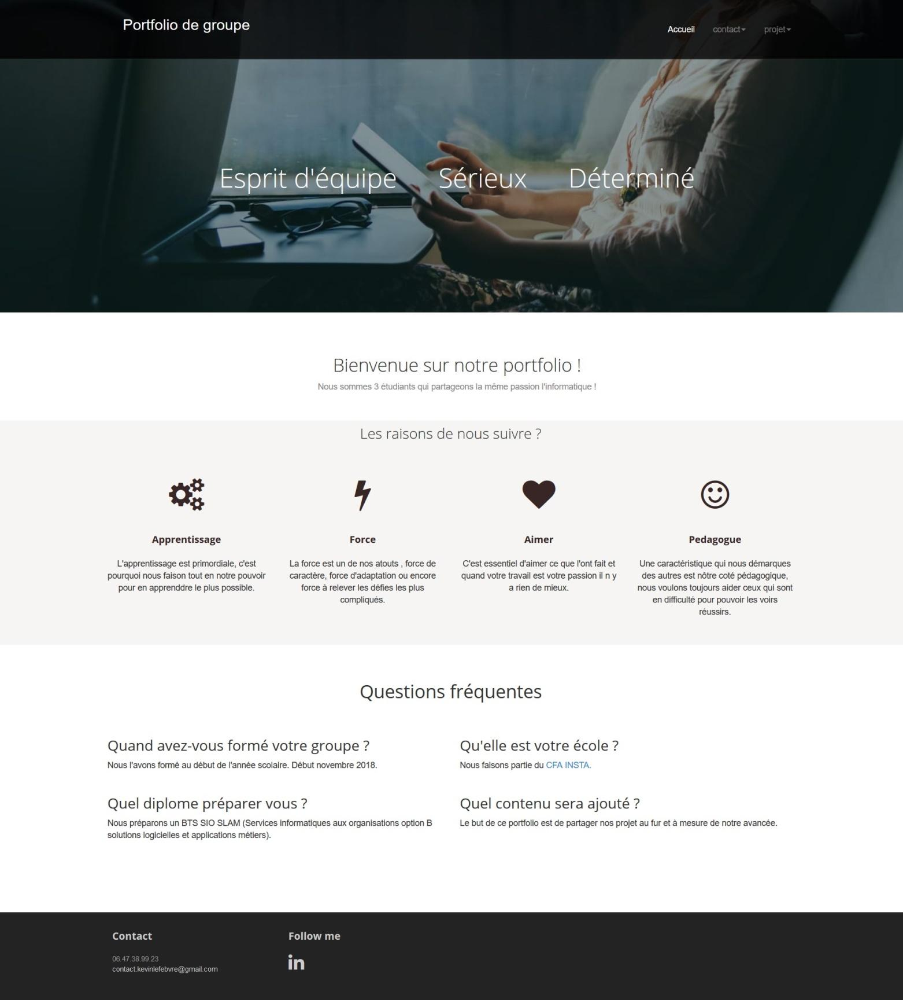 Portfolio de groupe
Accueil contact projet
Esprit d'équipe Sérieux Déterminé
Bienvenue sur notre portfolio !
Nous sommes 3 étudiants qui partageons la même passion l'informatique !
Les raisons de nous suivre ?
Apprentissage
L'apprentissage est primordiale, c'est
pourquoi nous faison tout en notre pouvoir
pour en apprenddre le plus possible.
Force
La force est un de nos atouts , force de
caractère, force d'adaptation ou encore
force à relever les défies les plus
compliqués.
Aimer
C'est essentiel d'aimer ce que l'ont fait et
quand votre travail est votre passion il n y
a rien de mieux.
Pedagogue
Une caractéristique qui nous démarques
des autres est nôtre coté pédagogique,
nous voulons toujours aider ceux qui sont
en difficulté pour pouvoir les voirs
réussirs.
Questions fréquentes
Quand avez-vous formé votre groupe ?
Nous l'avons formé au début de l'année scolaire. Début novembre 2018.
Qu'elle est votre école ?
Nous faisons partie du CFA INSTA.
Quel diplome préparer vous ?
Nous préparons un BTS SIO SLAM (Services informatiques aux organisations option B
solutions logicielles et applications métiers).
Quel contenu sera ajouté ?
Le but de ce portfolio est de partager nos projet au fur et à mesure de notre avancée.
Contact
06.47.38.99.23
contact.kevinlefebvre@gmail.com
Follow me
in